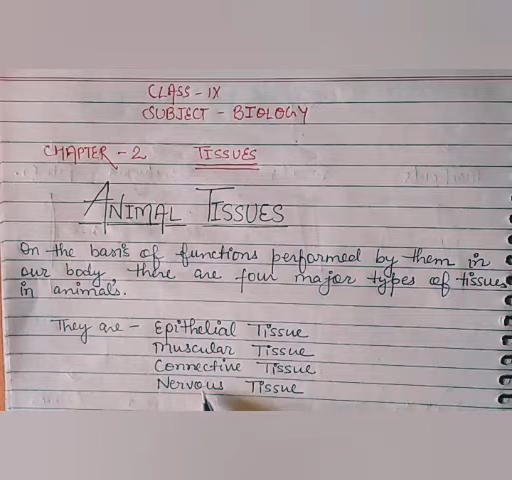 CLASS - IX
SUBJECT - BIOLOGY
CHAPTER - 2 TISSUES
ANIMAL TISSUES
On the basis of functions performed by them in
our body, there are four major types of tissues
in animals.
They are - Epithelial Tissue
Muscular Tissue
Connective Tissue
Nervous Tissue